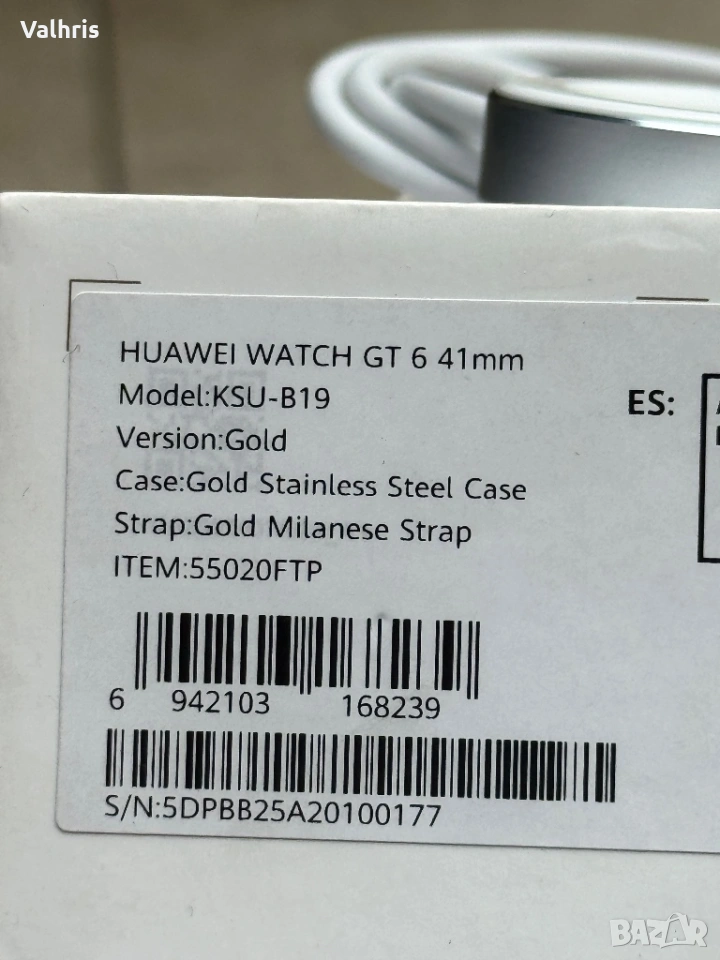 Valhris
HUAWEI WATCH GT 6 41mm
Model:KSU-B19
Version:Gold
Case:Gold Stainless Steel Case
Strap:Gold Milanese Strap
ITEM:55020FTP
ES:
6 942103 168239
S/N:5DPBB25A20100177
BAZAR